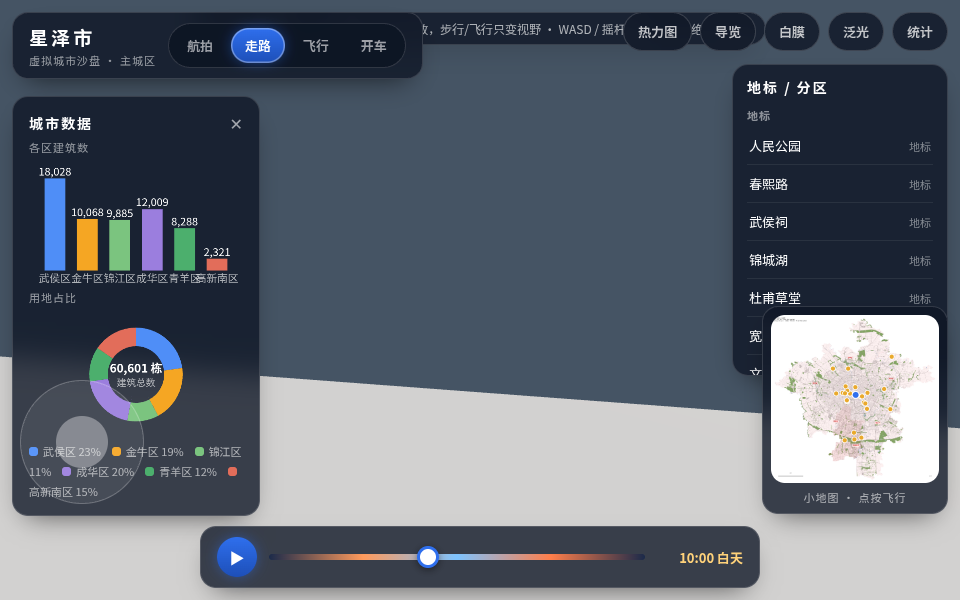 星泽市
虚拟城市沙盘 · 主城区
航拍
走路
飞行
开车
，步行/飞行只变视野 · WASD / 摇杆
热力图
导览
白膜
泛光
统计
城市数据
✕
各区建筑数
18,028
10,068
9,885
12,009
8,288
2,321
武侯区
金牛区
锦江区
成华区
青羊区
高新南区
用地占比
60,601 栋
建筑总数
武侯区 23% 金牛区 19% 锦江区
11% 成华区 20% 青羊区 12%
高新南区 15%
地标 / 分区
地标
人民公园 地标
春熙路 地标
武侯祠 地标
锦城湖 地标
杜甫草堂 地标
宽
小地图 · 点按飞行
10:00 白天